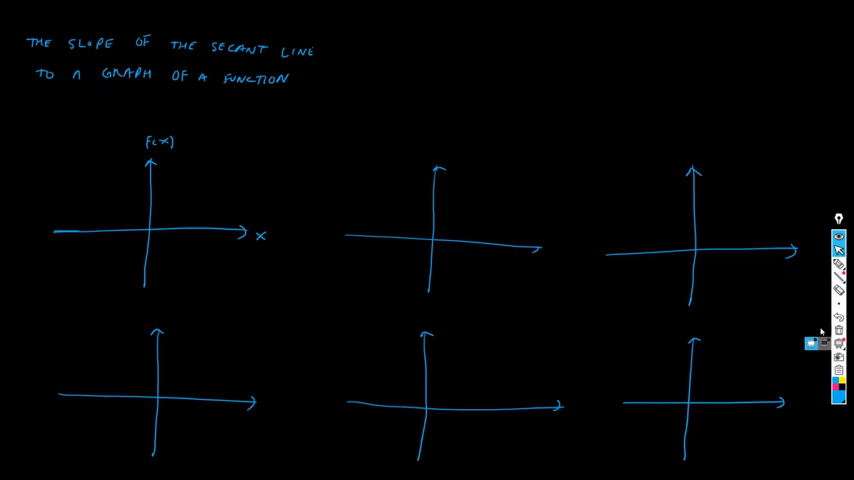 THE SLOPE OF THE SECANT LINE
TO A GRAPH OF A FUNCTION
F(X)
X